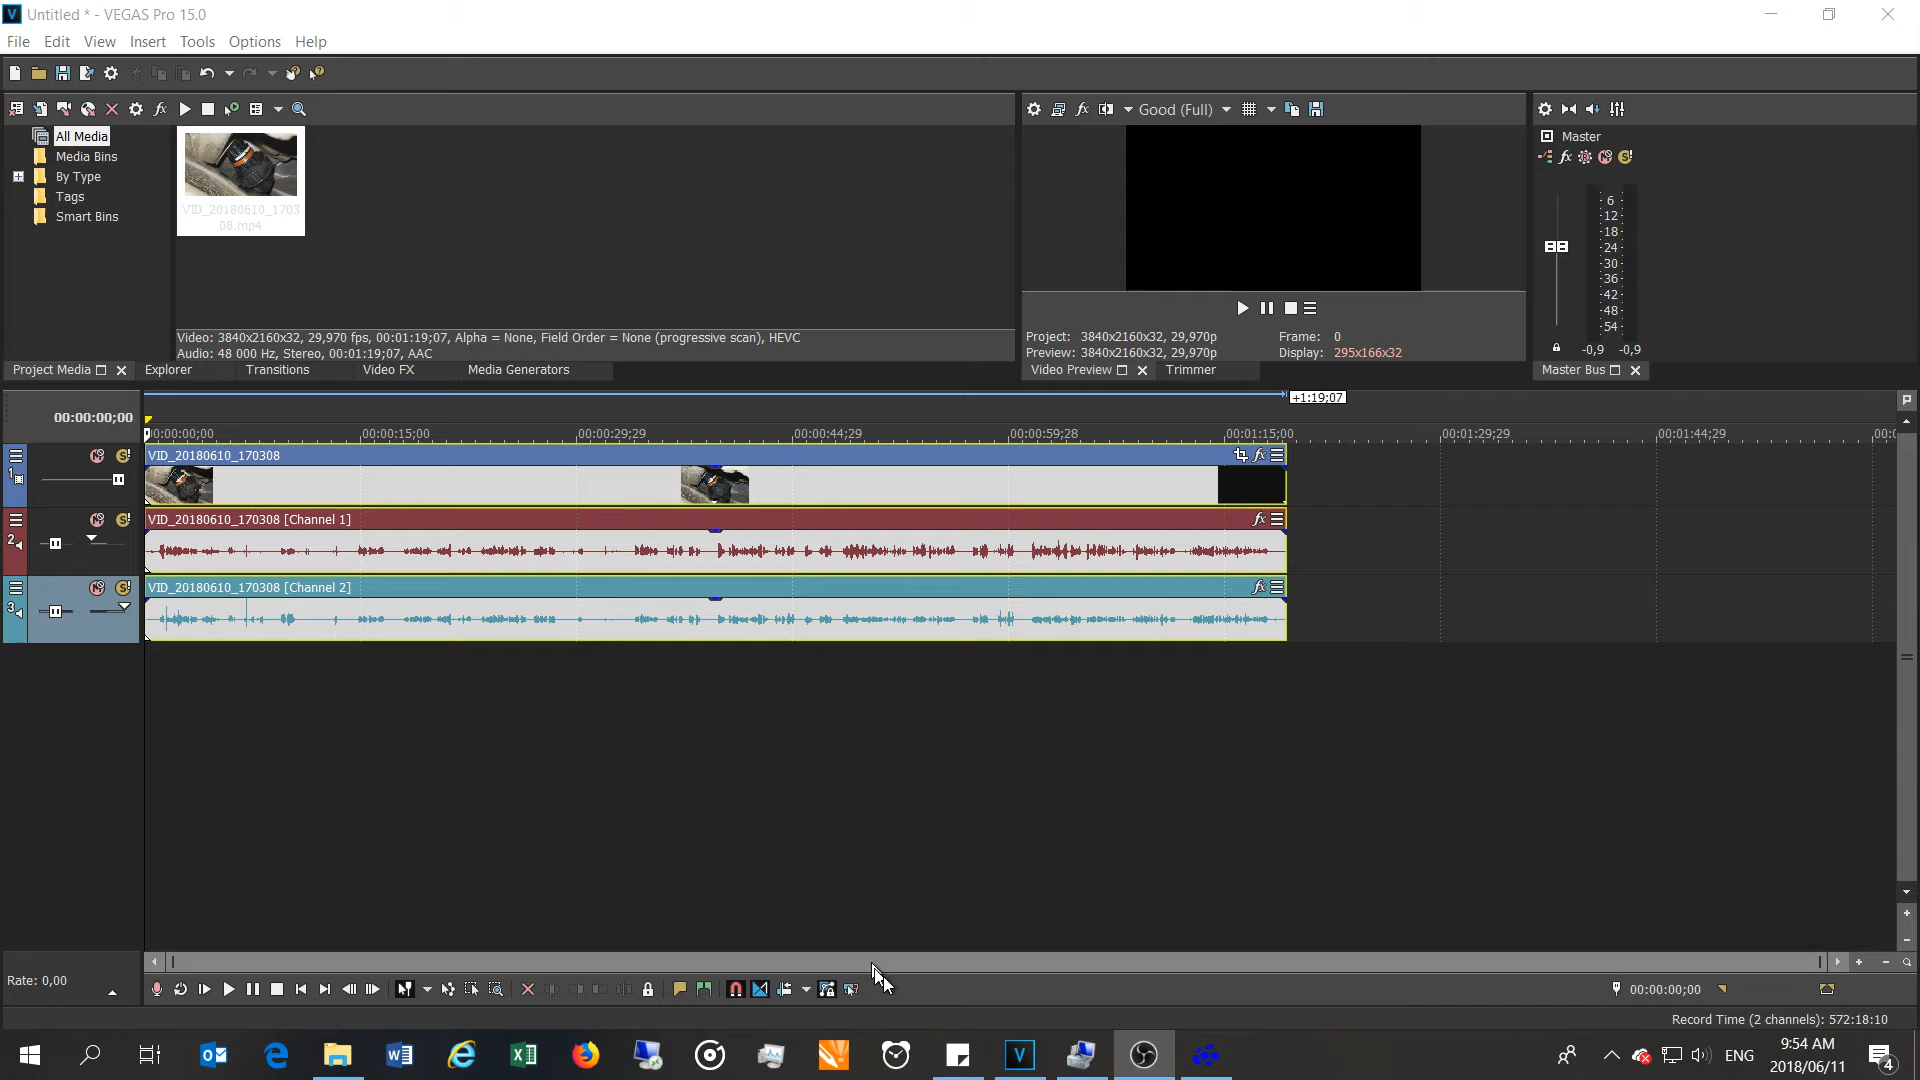 Untitled * - VEGAS Pro 15.0
File Edit View Insert Tools Options Help
Good (Full)
All Media
Media Bins
By Type
Tags
Smart Bins
VID_20180610_1703
08.mp4
Master
6
12
18
24
30
36
42
48
54
-0,9 -0,9
Video: 3840x2160x32, 29,970 fps, 00:01:19;07, Alpha = None, Field Order = None (progressive scan), HEVC
Audio: 48 000 Hz, Stereo, 00:01:19;07, AAC
Project: 3840x2160x32, 29,970p Frame: 0
Preview: 3840x2160x32, 29,970p Display: 295x166x32
Project Media Explorer Transitions Video FX Media Generators
Video Preview Trimmer
Master Bus
+1:19;07
00:00:00;00
00:00:00;00 00:00:15;00 00:00:29;29 00:00:44;29 00:00:59;28 00:01:15;00 00:01:29;29 00:01:44;29
1 VID_20180610_170308
2 VID_20180610_170308 [Channel 1]
3 VID_20180610_170308 [Channel 2]
Rate: 0,00
00:00:00;00
Record Time (2 channels): 572:18:10
ENG
9:54 AM
2018/06/11
4